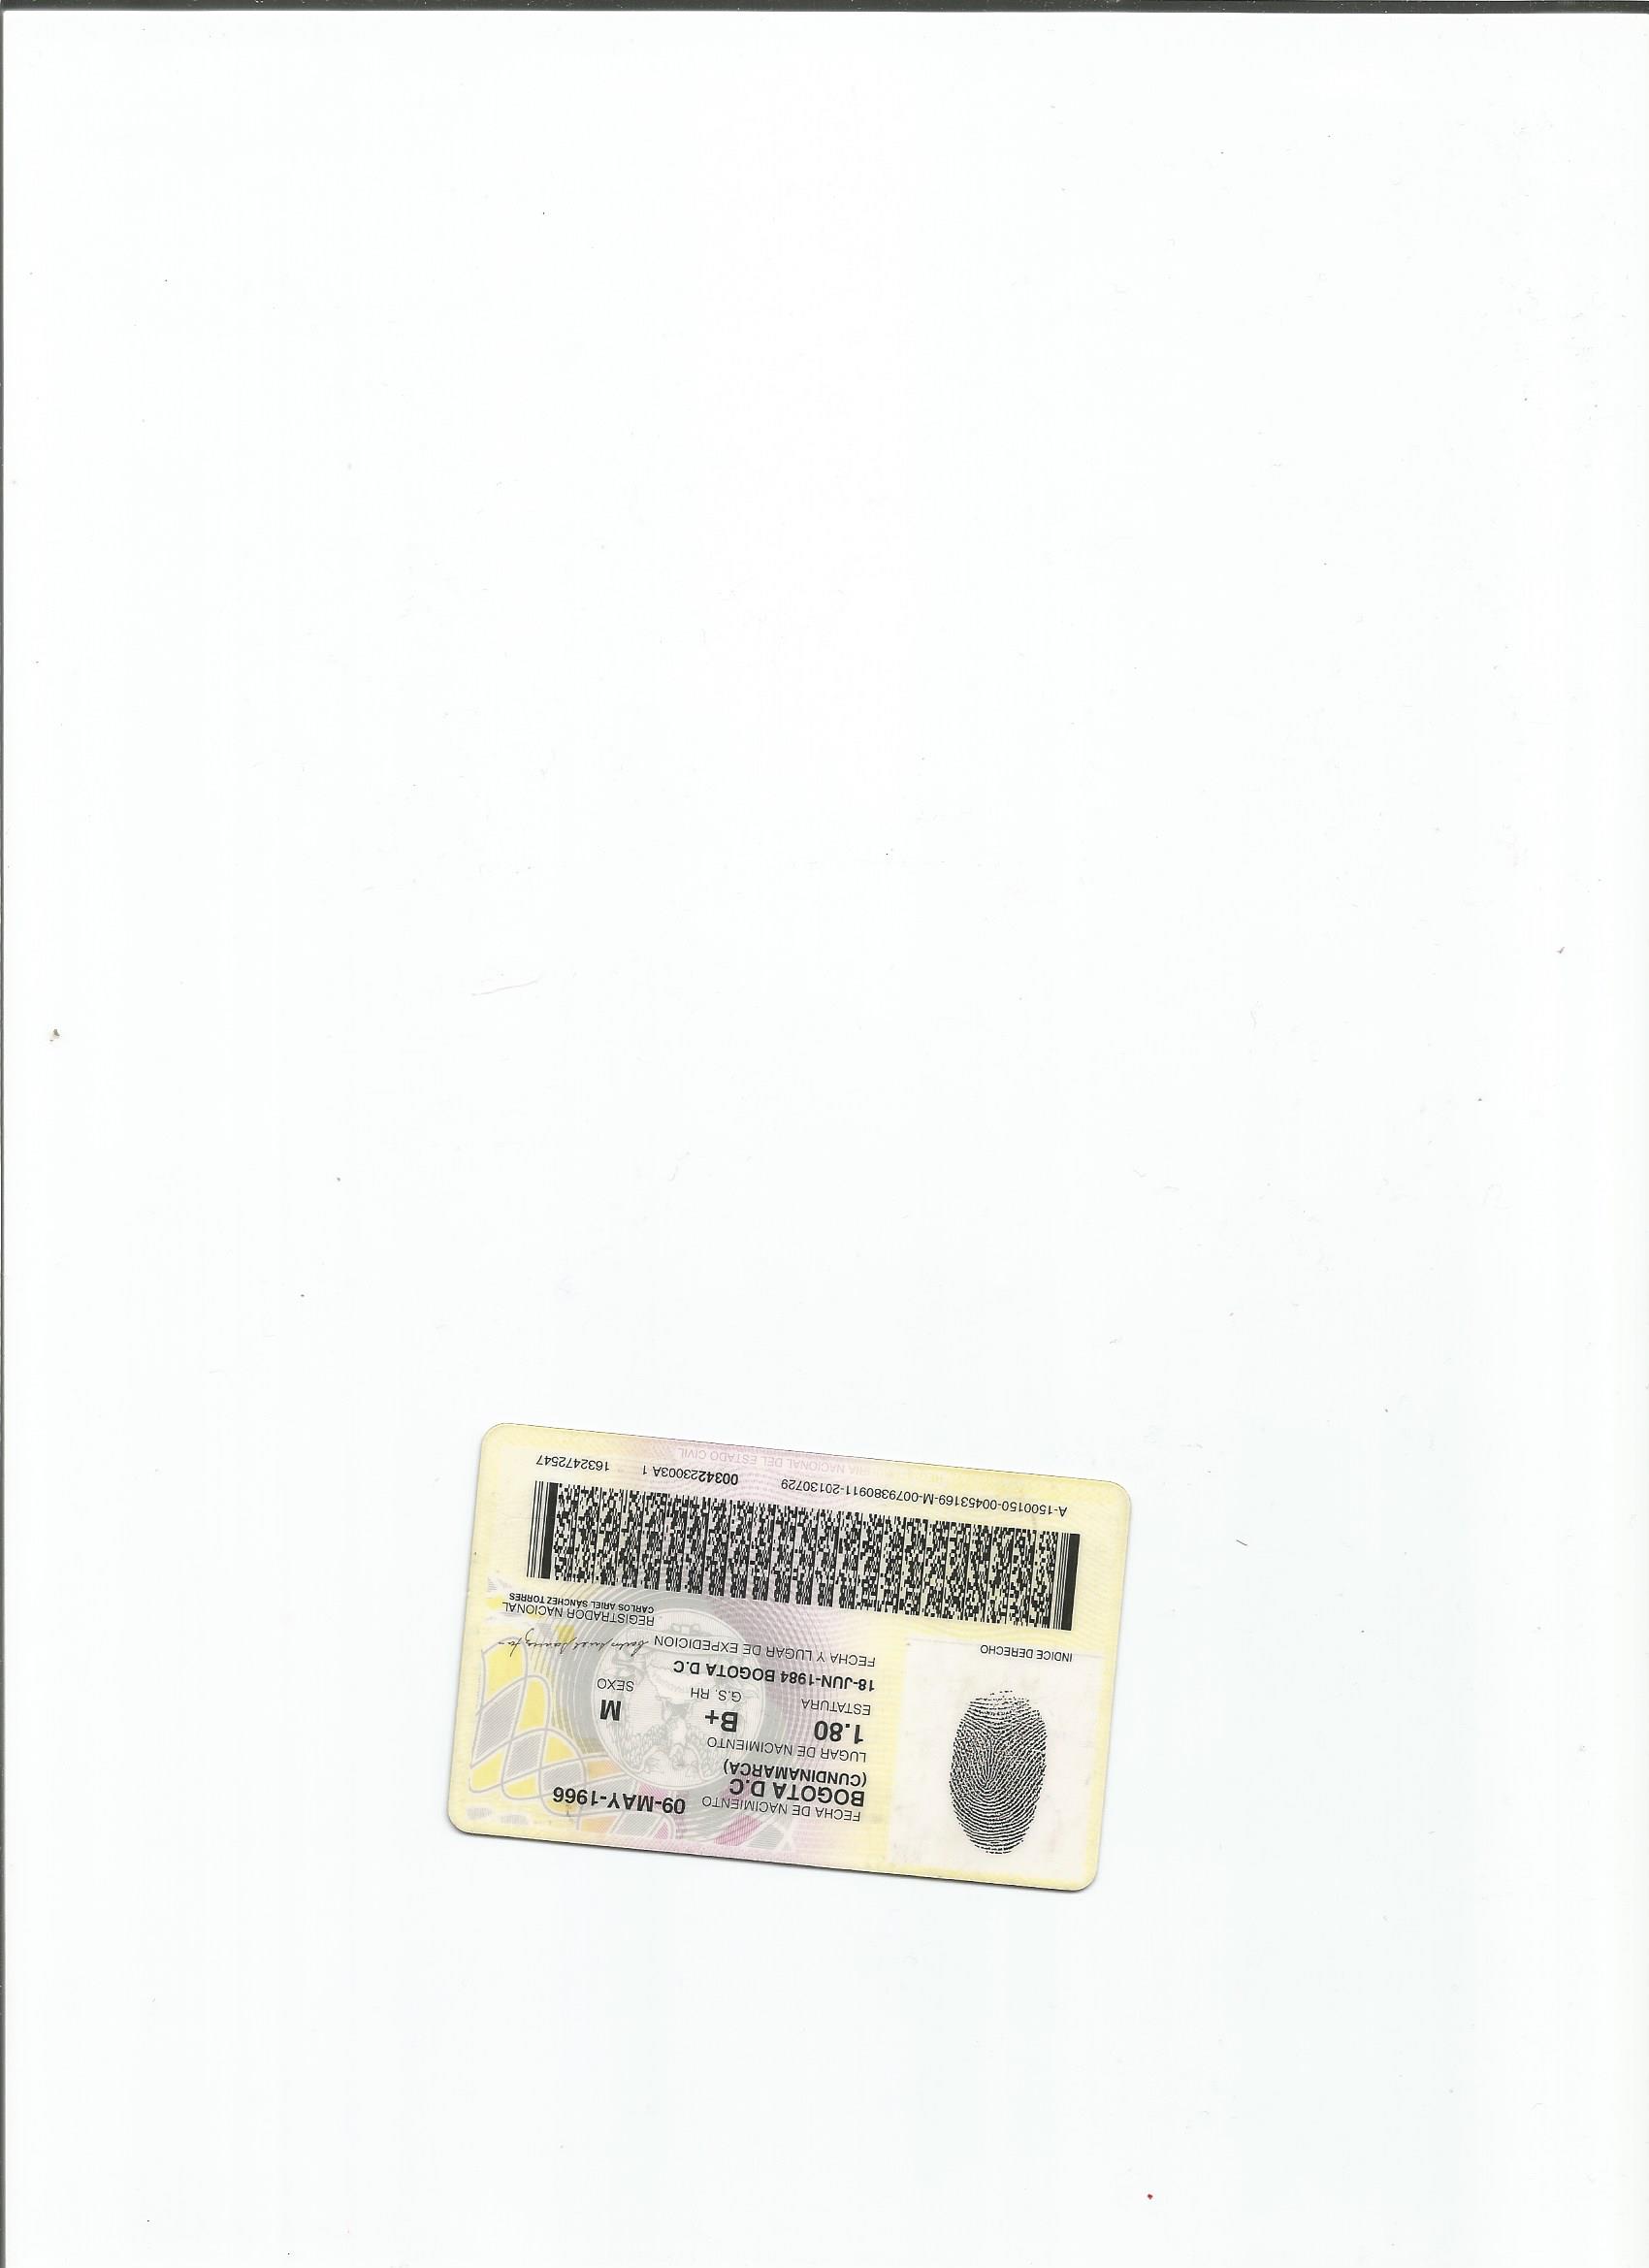 FECHA DE NACIMIENTO 09-MAY-1966
BOGOTA D.C
(CUNDINAMARCA)
LUGAR DE NACIMIENTO
1.80 B+ M
ESTATURA G.S. RH SEXO
18-JUN-1984 BOGOTA D.C
FECHA Y LUGAR DE EXPEDICION
INDICE DERECHO
REGISTRADOR NACIONAL
CARLOS ARIEL SÁNCHEZ TORRES
A-1500150-00453169-M-0079380911-20130729 0034223003A 1 1632472547
NACIONAL DEL ESTADO CIVIL